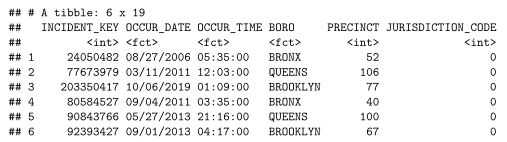 ## # A tibble: 6 x 19
## INCIDENT_KEY OCCUR_DATE OCCUR_TIME BORO PRECINCT JURISDICTION_CODE
## <int> <fct> <fct> <fct> <int> <int>
## 1 24050482 08/27/2006 05:35:00 BRONX 52 0
## 2 77673979 03/11/2011 12:03:00 QUEENS 106 0
## 3 203350417 10/06/2019 01:09:00 BROOKLYN 77 0
## 4 80584527 09/04/2011 03:35:00 BRONX 40 0
## 5 90843766 05/27/2013 21:16:00 QUEENS 100 0
## 6 92393427 09/01/2013 04:17:00 BROOKLYN 67 0